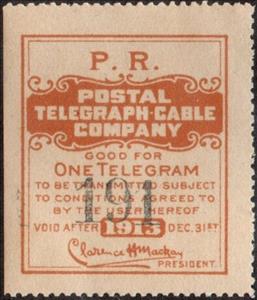 P. R.
POSTAL
TELEGRAPH-CABLE
COMPANY
GOOD FOR
ONE TELEGRAM
TO BE TRANSMITTED SUBJECT
TO CONDITIONS AGREED TO
BY THE USER HEREOF
191
VOID AFTER 1913 DEC. 31ST
Clarence H Mackay
PRESIDENT.